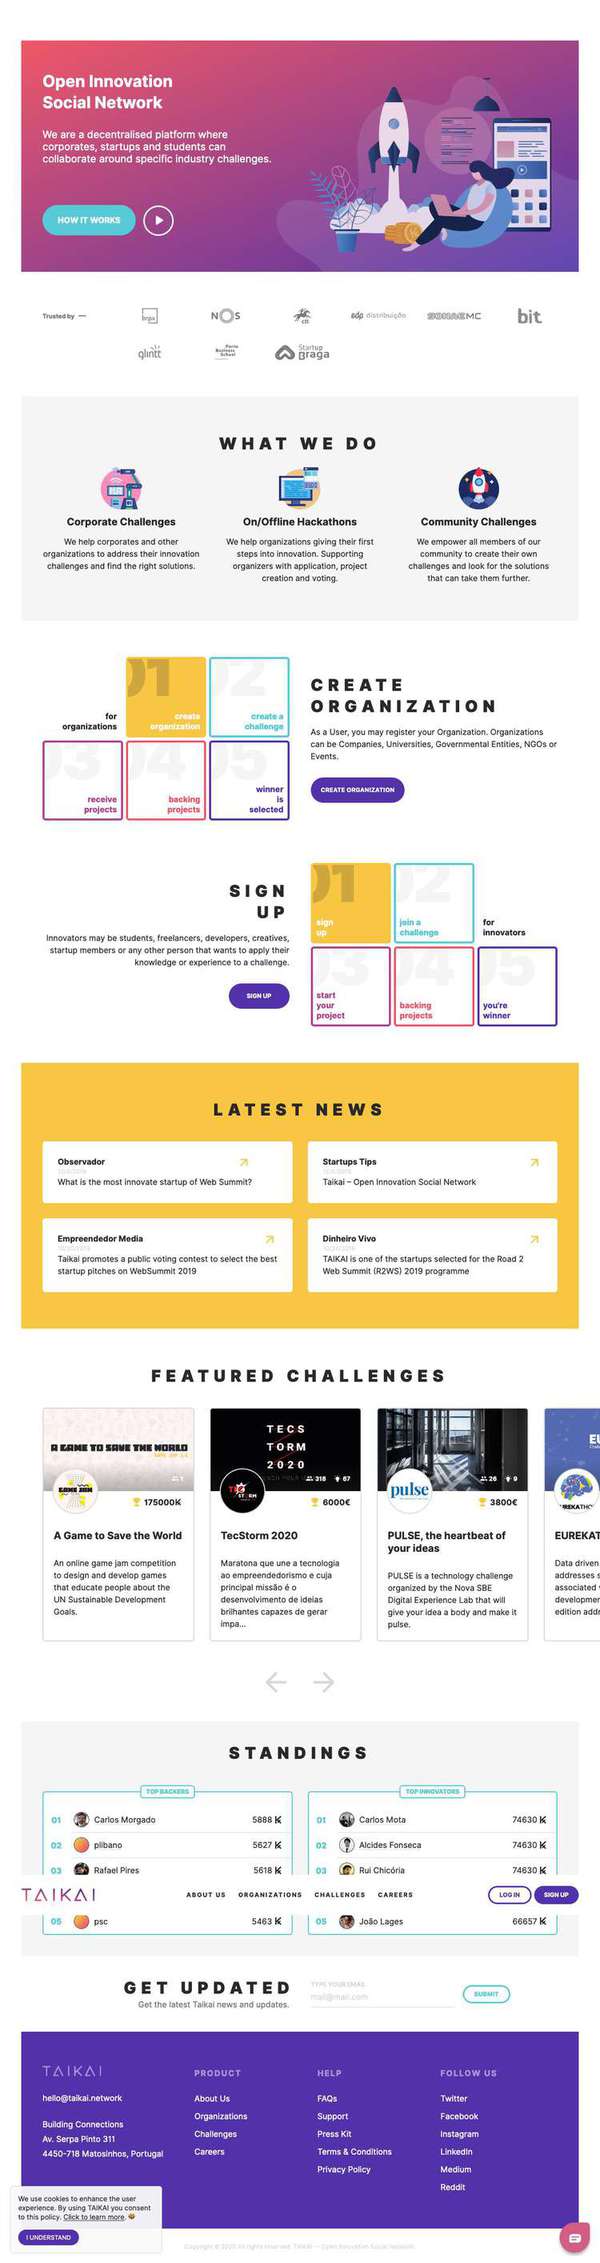 Open Innovation
Social Network
We are a decentralised platform where
corporates, startups and students can
collaborate around specific industry challenges.
HOW IT WORKS
Trusted by
brpx
NOS
ctt
edp distribuição
SONAE MC
bit
glintt
Porto
Business
School
Startup
Braga
WHAT WE DO
Corporate Challenges
We help corporates and other
organizations to address their innovation
challenges and find the right solutions.
On/Offline Hackathons
We help organizations giving their first
steps into innovation. Supporting
organizers with application, project
creation and voting.
Community Challenges
We empower all members of our
community to create their own
challenges and look for the solutions
that can take them further.
for
organizations
01
create
organization
02
create a
challenge
03
receive
projects
04
backing
projects
05
winner
is
selected
CREATE
ORGANIZATION
As a User, you may register your Organization. Organizations
can be Companies, Universities, Governmental Entities, NGOs or
Events.
CREATE ORGANIZATION
SIGN
UP
Innovators may be students, freelancers, developers, creatives,
startup members or any other person that wants to apply their
knowledge or experience to a challenge.
SIGN UP
01
sign
up
02
join a
challenge
for
innovators
03
start
your
project
04
backing
projects
05
you're
winner
LATEST NEWS
Observador
What is the most innovate startup of Web Summit?
Startups Tips
Taikai – Open Innovation Social Network
Empreendedor Media
Taikai promotes a public voting contest to select the best
startup pitches on WebSummit 2019
Dinheiro Vivo
TAIKAI is one of the startups selected for the Road 2
Web Summit (R2WS) 2019 programme
FEATURED CHALLENGES
A GAME TO SAVE THE WORLD
1
GAME JAM
175000K
A Game to Save the World
An online game jam competition
to design and develop games
that educate people about the
UN Sustainable Development
Goals.
TECS
TORM
2020
318 67
6000€
TecStorm 2020
Maratona que une a tecnologia
ao empreendedorismo e cuja
principal missão é o
desenvolvimento de ideias
brilhantes capazes de gerar
impa...
26 9
pulse
3800€
PULSE, the heartbeat of
your ideas
PULSE is a technology challenge
organized by the Nova SBE
Digital Experience Lab that will
give your idea a body and make it
pulse.
EU
EUREKAT
Data driven
addresses s
associated
developmen
edition addr
STANDINGS
TOP BACKERS
01 Carlos Morgado 5888 K
02 plibano 5627 K
03 Rafael Pires 5618 K
05 psc 5463 K
TOP INNOVATORS
01 Carlos Mota 74630 K
02 Alcides Fonseca 74630 K
03 Rui Chicória 74630 K
05 João Lages 66657 K
TAIKAI
ABOUT US
ORGANIZATIONS
CHALLENGES
CAREERS
LOG IN
SIGN UP
GET UPDATED
Get the latest Taikai news and updates.
TYPE YOUR EMAIL
mail@mail.com
SUBMIT
TAIKAI
hello@taikai.network
Building Connections
Av. Serpa Pinto 311
4450-718 Matosinhos, Portugal
PRODUCT
About Us
Organizations
Challenges
Careers
HELP
FAQs
Support
Press Kit
Terms & Conditions
Privacy Policy
FOLLOW US
Twitter
Facebook
Instagram
LinkedIn
Medium
Reddit
We use cookies to enhance the user
experience. By using TAIKAI you consent
to this policy. Click to learn more.
I UNDERSTAND
Copyright © 2020 All rights reserved. TAIKAI — Open Innovation Social Network